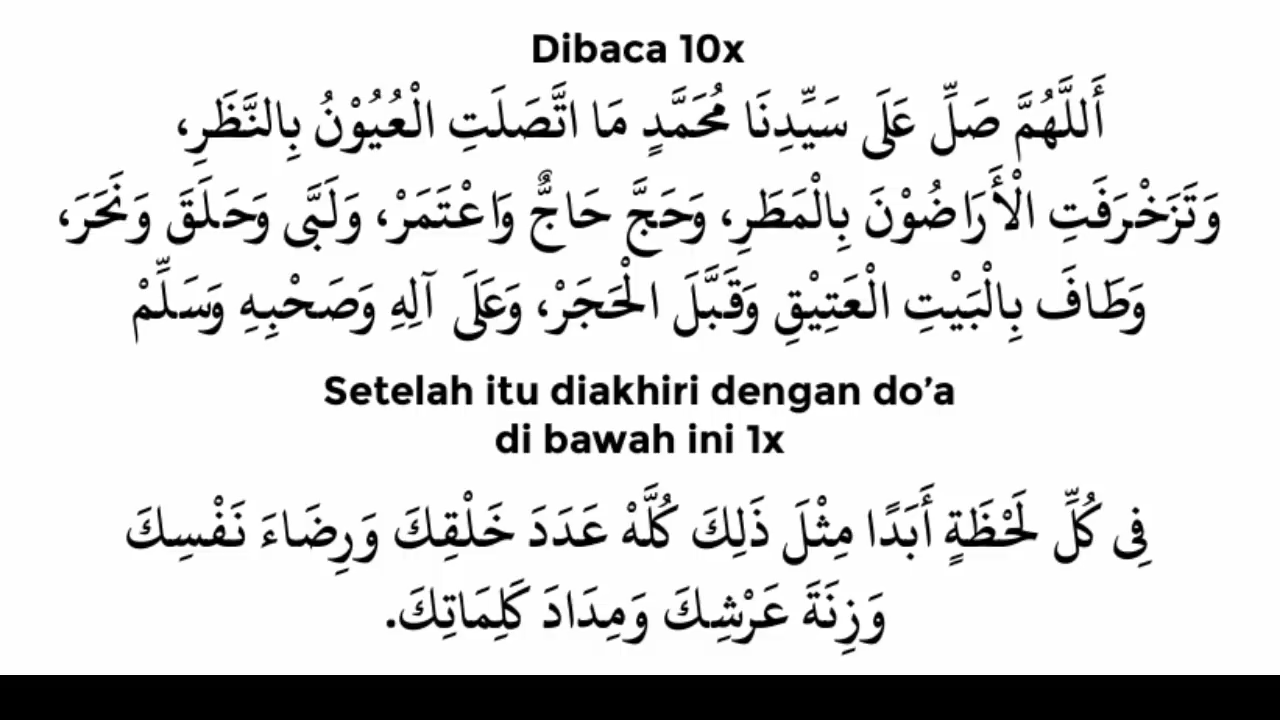 Dibaca 10x
أَللَّهُمَّ صَلِّ عَلَى سَيِّدِنَا مُحَمَّدٍ مَا اتَّصَلَتِ الْعُيُوْنُ بِالنَّظَرِ،
وَتَزَخْرَفَتِ الْأَرَاضُوْنَ بِالْمَطَرِ، وَحَجَّ حَاجٌّ وَاعْتَمَرْ، وَلَبَّى وَحَلَقَ وَنَحَرَ،
وَطَافَ بِالْبَيْتِ الْعَتِيْقِ وَقَبَّلَ الْحَجَرْ، وَعَلَى آلِهِ وَصَحْبِهِ وَسَلِّمْ
Setelah itu diakhiri dengan do’a
di bawah ini 1x
فِي كُلِّ لَحْظَةٍ أَبَدًا مِثْلَ ذَلِكَ كُلَّهْ عَدَدَ خَلْقِكَ وَرِضَاءَ نَفْسِكَ
وَزِنَةَ عَرْشِكَ وَمِدَادَ كَلِمَاتِكَ.